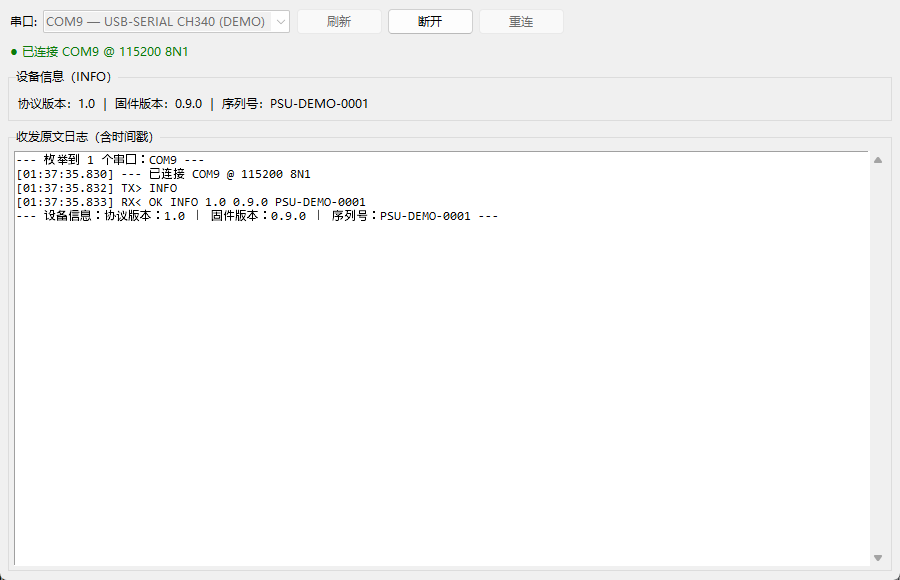 串口: COM9 — USB-SERIAL CH340 (DEMO) 刷新 断开 重连
● 已连接 COM9 @ 115200 8N1
设备信息（INFO）
协议版本：1.0 | 固件版本：0.9.0 | 序列号：PSU-DEMO-0001
收发原文日志（含时间戳）
--- 枚举到 1 个串口：COM9 ---
[01:37:35.830] --- 已连接 COM9 @ 115200 8N1
[01:37:35.832] TX> INFO
[01:37:35.833] RX< OK INFO 1.0 0.9.0 PSU-DEMO-0001
--- 设备信息：协议版本：1.0 | 固件版本：0.9.0 | 序列号：PSU-DEMO-0001 ---